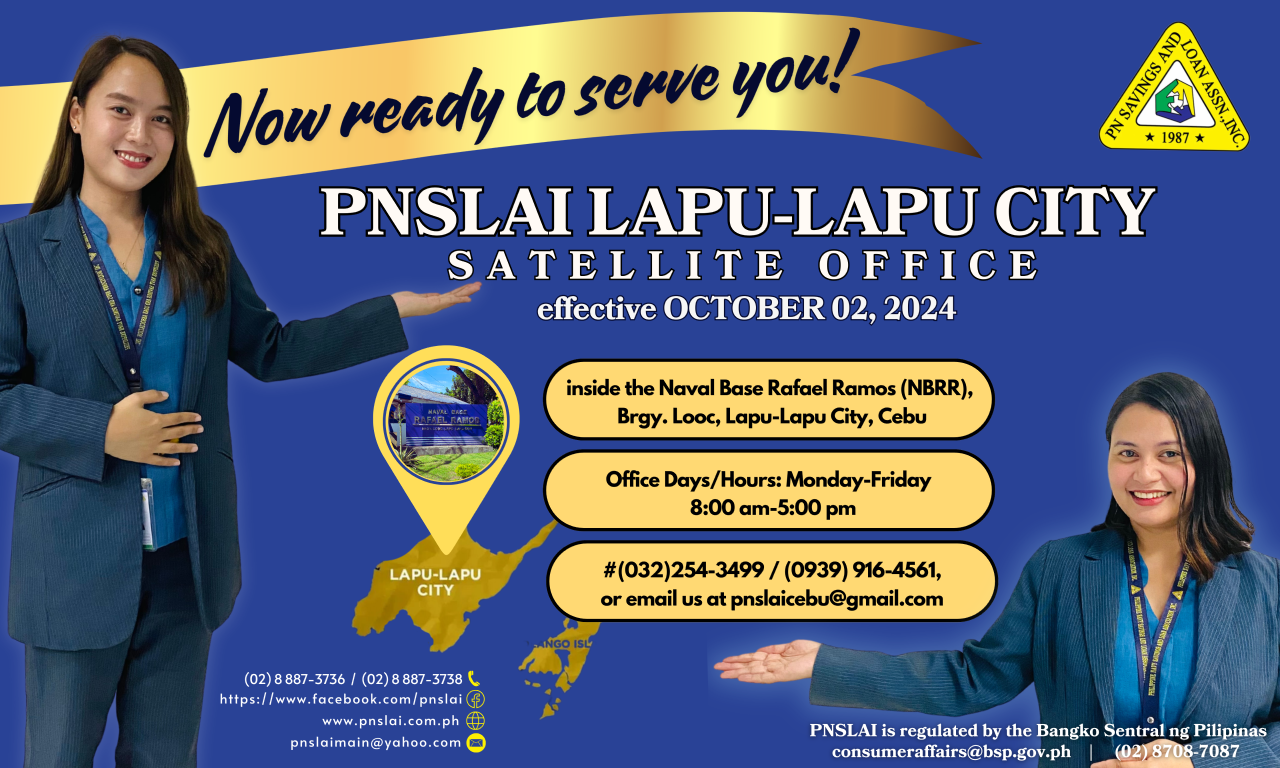 Now ready to serve you!
PN SAVINGS AND LOAN ASSN., INC.
★ 1987 ★
PNSLAI LAPU-LAPU CITY
SATELLITE OFFICE
effective OCTOBER 02, 2024
inside the Naval Base Rafael Ramos (NBRR),
Brgy. Looc, Lapu-Lapu City, Cebu
NAVAL BASE
RAFAEL RAMOS
Office Days/Hours: Monday-Friday
8:00 am-5:00 pm
#(032)254-3499 / (0939) 916-4561,
or email us at pnslaicebu@gmail.com
LAPU-LAPU
CITY
(02) 8 887-3736 / (02) 8 887-3738
https://www.facebook.com/pnslai
www.pnslai.com.ph
pnslaimain@yahoo.com
PNSLAI is regulated by the Bangko Sentral ng Pilipinas
consumeraffairs@bsp.gov.ph | (02) 8708-7087